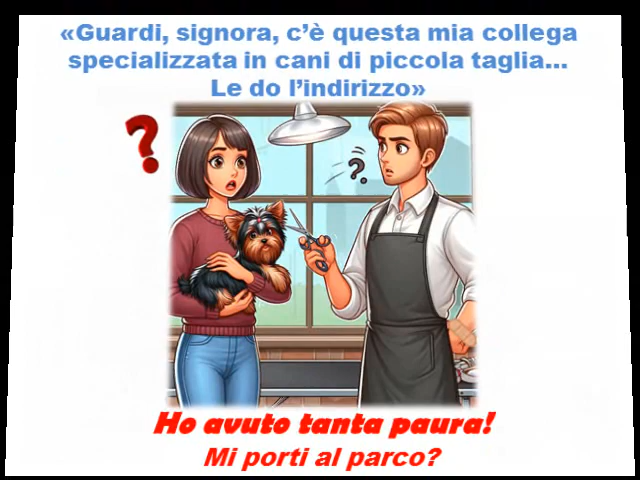 «Guardi, signora, c’è questa mia collega
specializzata in cani di piccola taglia...
Le do l’indirizzo»
?
?
Ho avuto tanta paura!
Mi porti al parco?